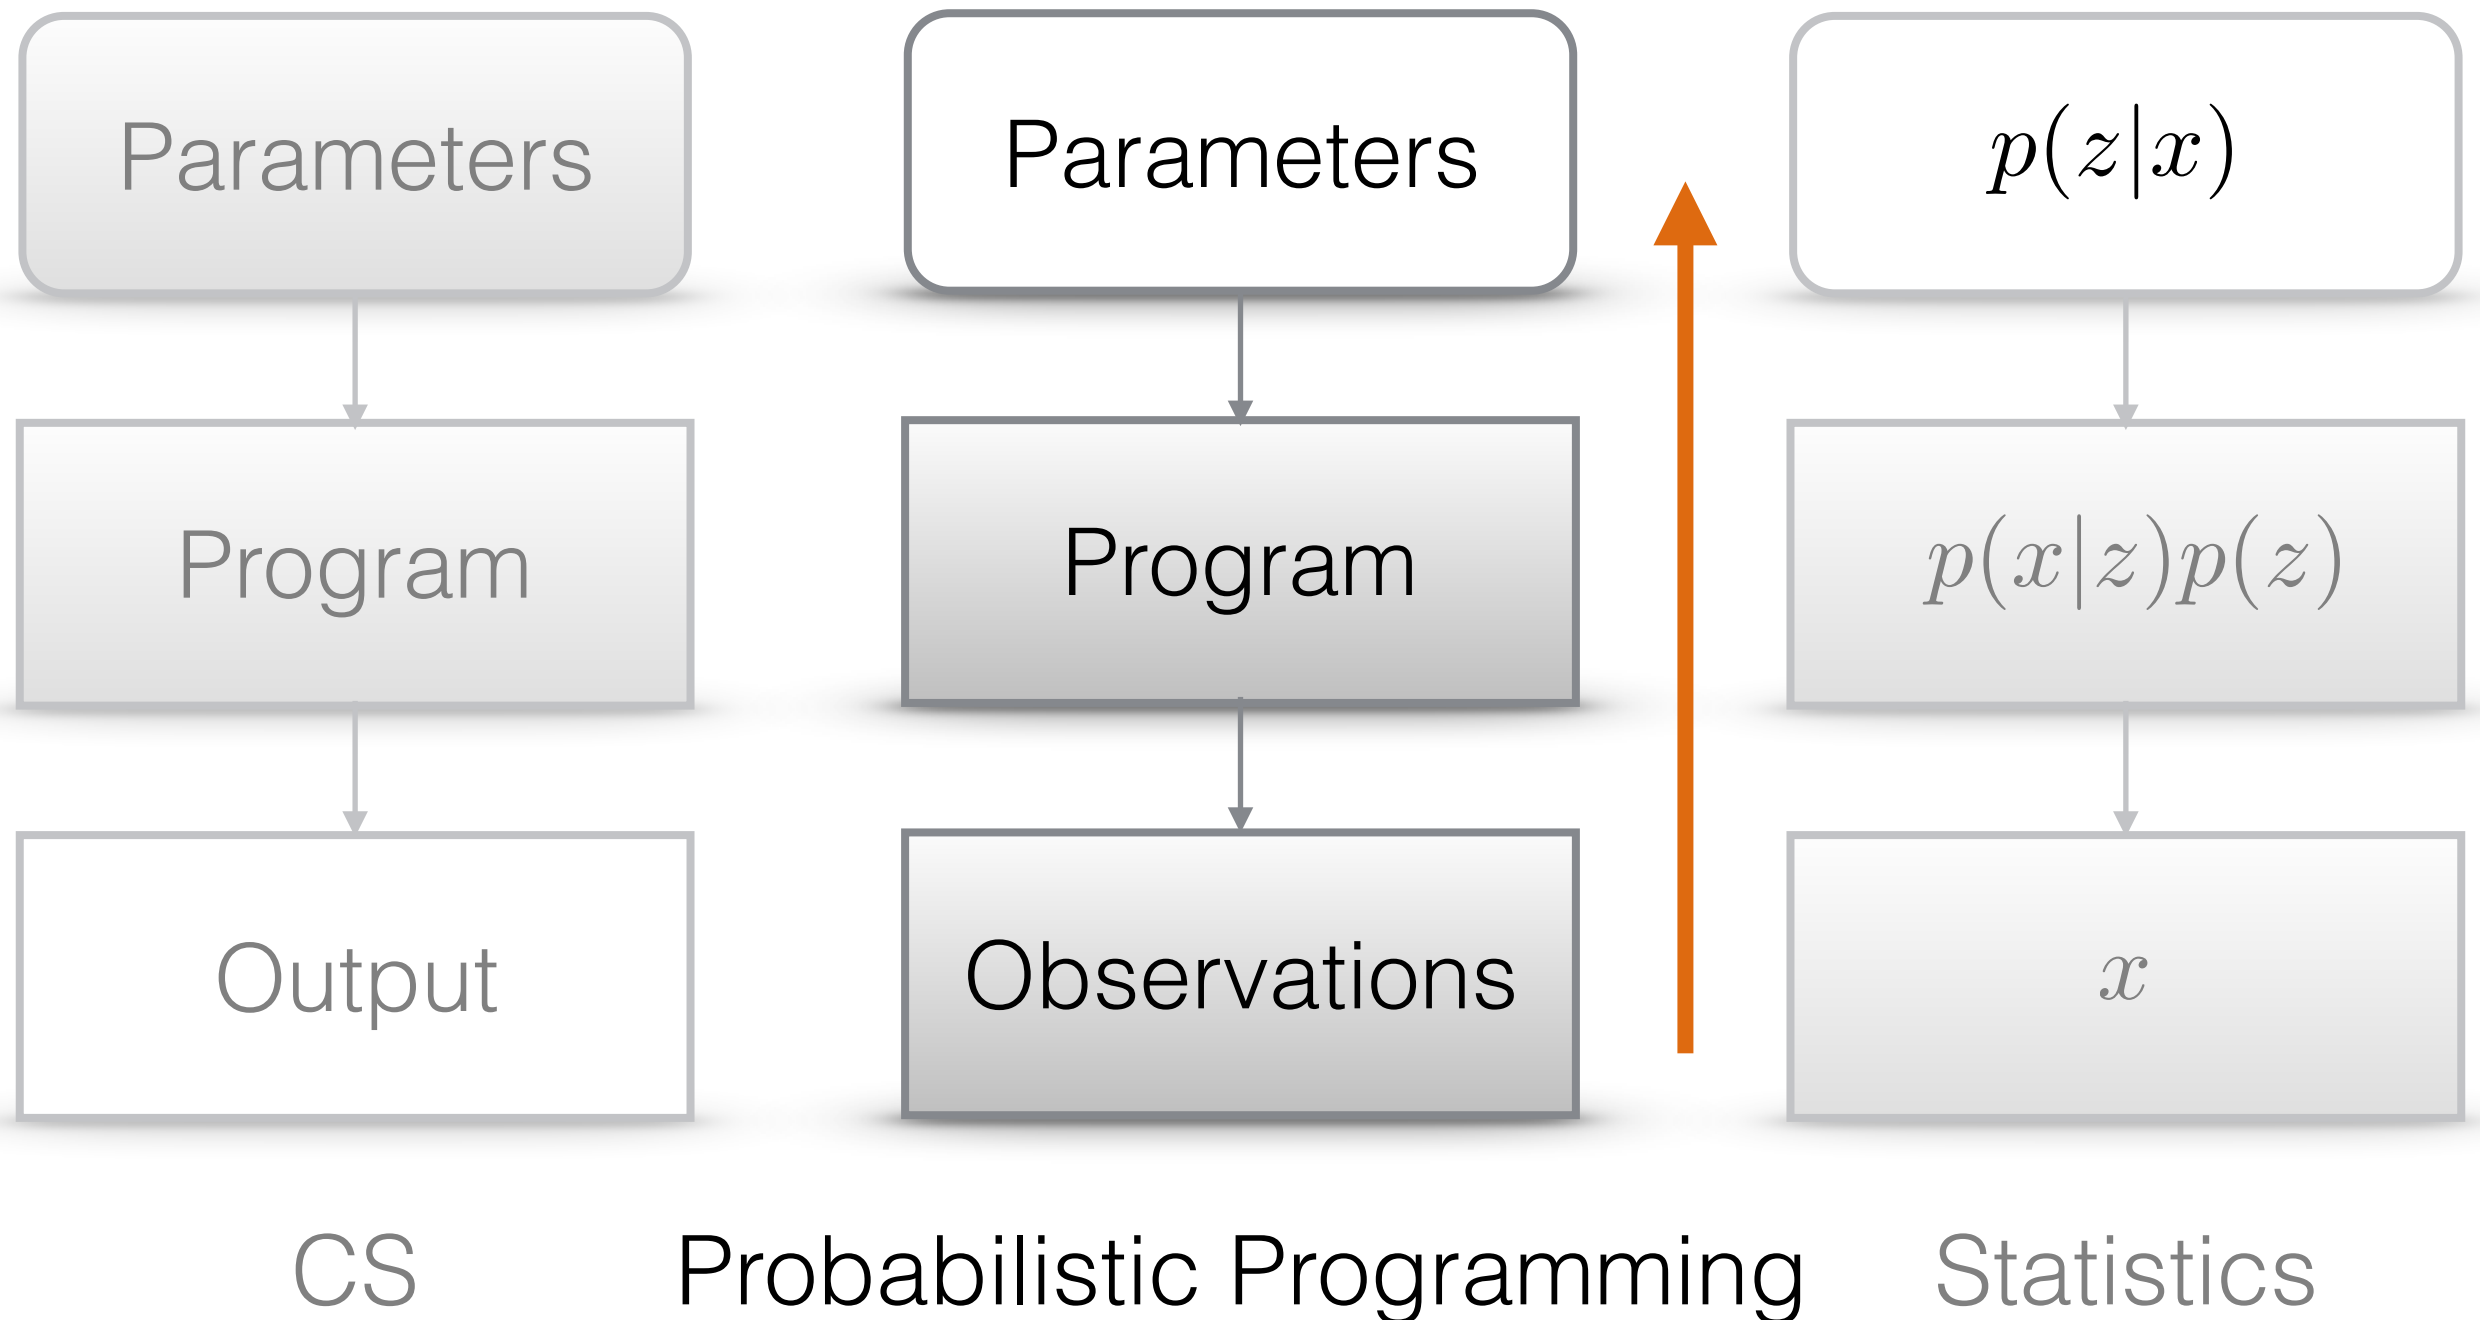 Parameters
Program
Output
CS
Parameters
Program
Observations
Probabilistic Programming
p(z|x)
p(x|z)p(z)
x
Statistics